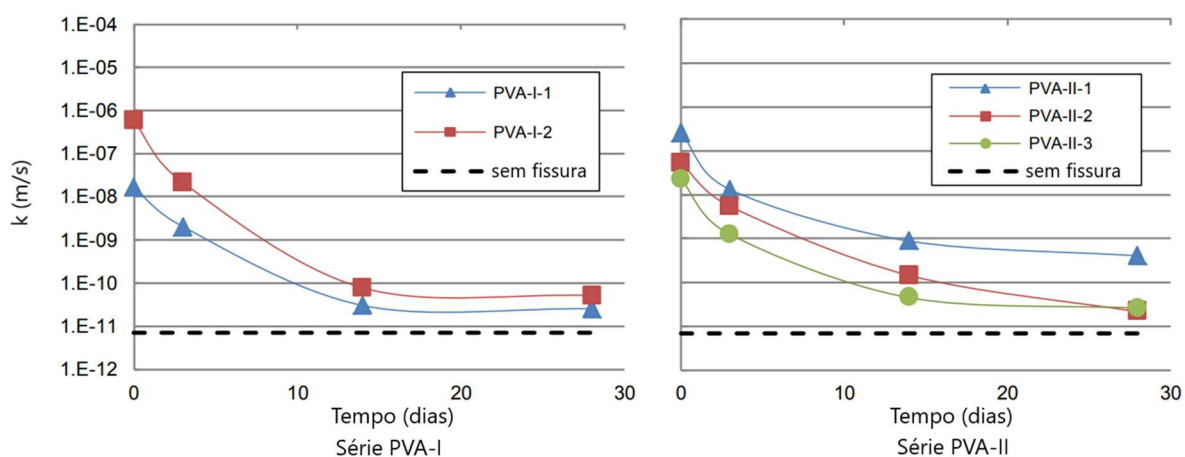 k (m/s)
1.E-04
1.E-05
1.E-06
1.E-07
1.E-08
1.E-09
1.E-10
1.E-11
1.E-12
PVA-I-1
PVA-I-2
sem fissura
0
10
20
30
Tempo (dias)
Série PVA-I
PVA-II-1
PVA-II-2
PVA-II-3
sem fissura
0
10
20
30
Tempo (dias)
Série PVA-II